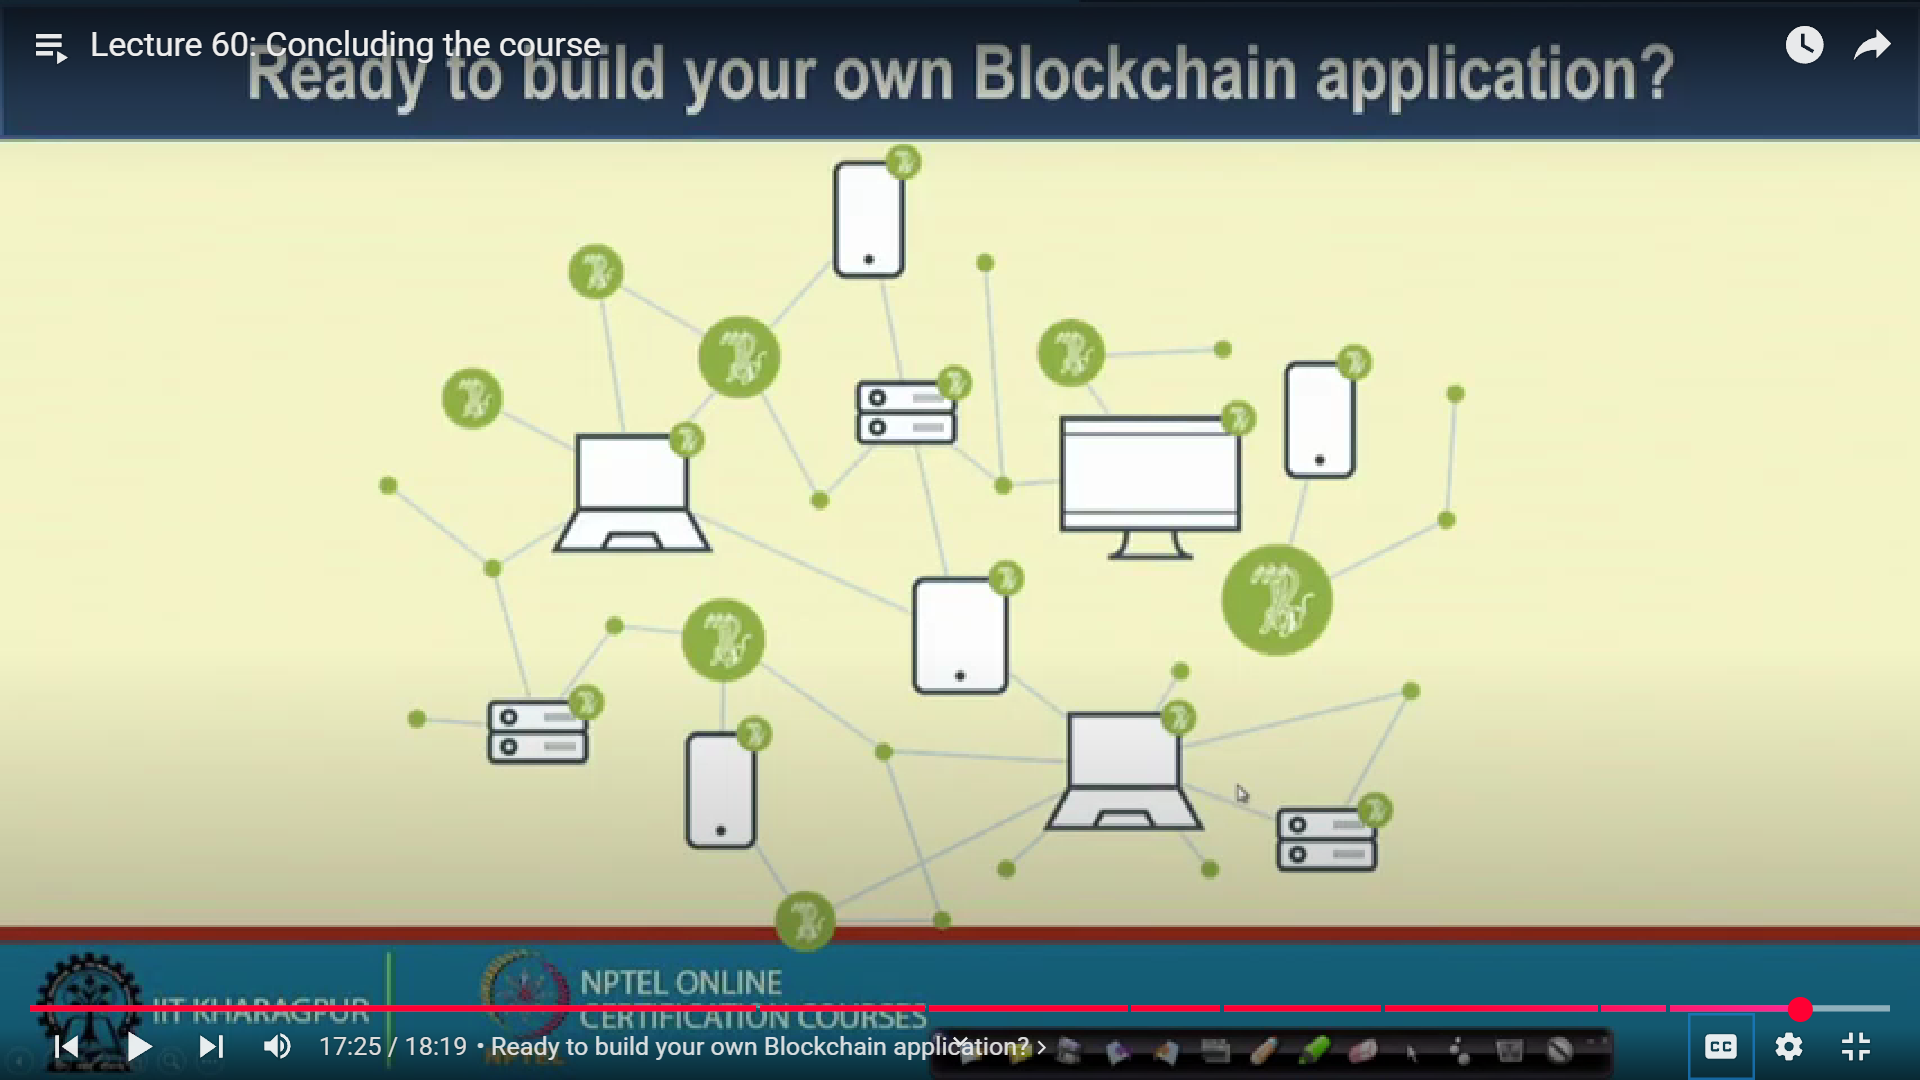 Lecture 60: Concluding the course
Ready to build your own Blockchain application?
IIT KHARAGPUR
NPTEL ONLINE
CERTIFICATION COURSES
17:25 / 18:19 • Ready to build your own Blockchain application? ›
CC